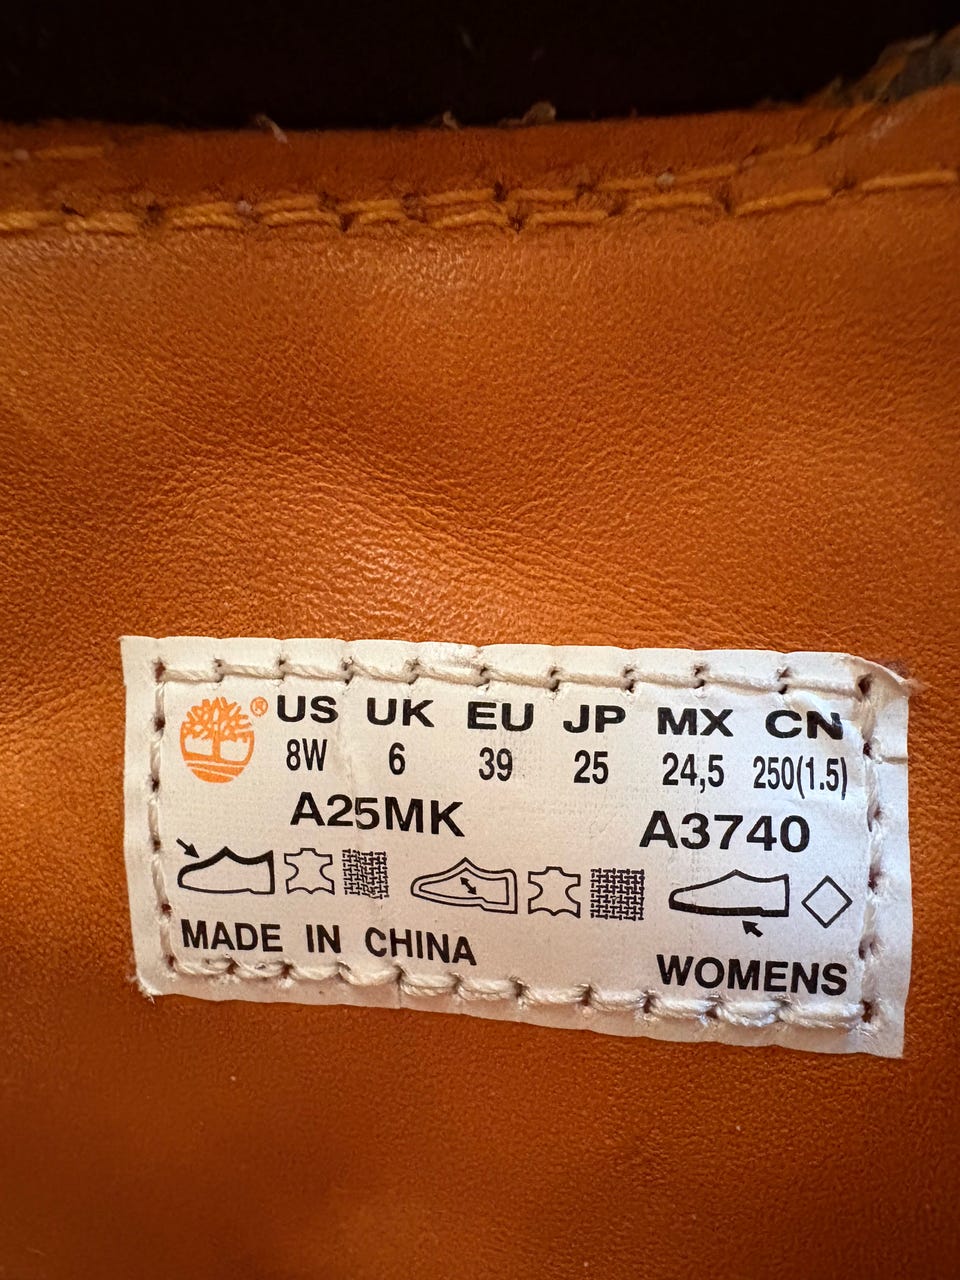 ® US UK EU JP MX CN
8W 6 39 25 24,5 250(1.5)
A25MK A3740
MADE IN CHINA WOMENS